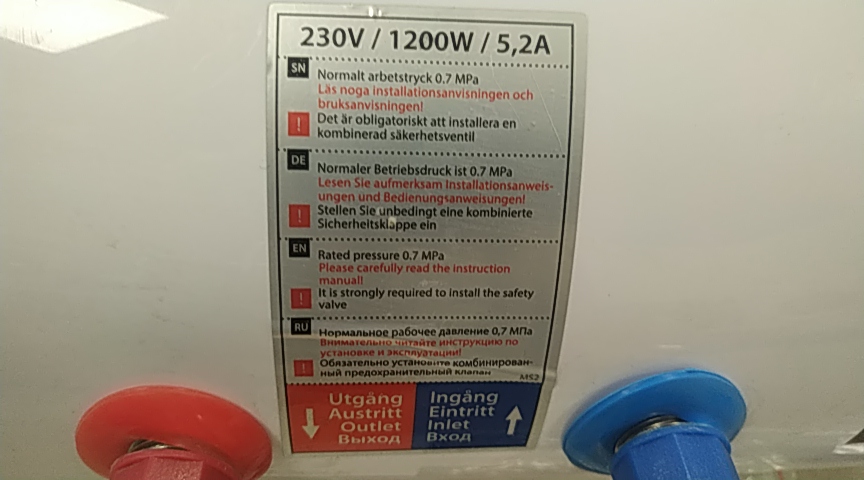 230V / 1200W / 5,2A
SN
Normalt arbetstryck 0.7 MPa
Läs noga installationsanvisningen och
bruksanvisningen!
! Det är obligatoriskt att installera en
kombinerad säkerhetsventil
DE
Normaler Betriebsdruck ist 0.7 MPa
Lesen Sie aufmerksam Installationsanweis-
ungen und Bedienungsanweisungen!
! Stellen Sie unbedingt eine kombinierte
Sicherheitsklappe ein
EN
Rated pressure 0.7 MPa
Please carefully read the instruction
manual!
! It is strongly required to install the safety
valve
RU
Нормальное рабочее давление 0,7 МПа
Внимательно читайте инструкцию по
установке и эксплуатации!
! Обязательно установите комбинирован-
ный предохранительный клапан
MS2
Utgång
Austritt
Outlet
Выход
Ingång
Eintritt
Inlet
Вход